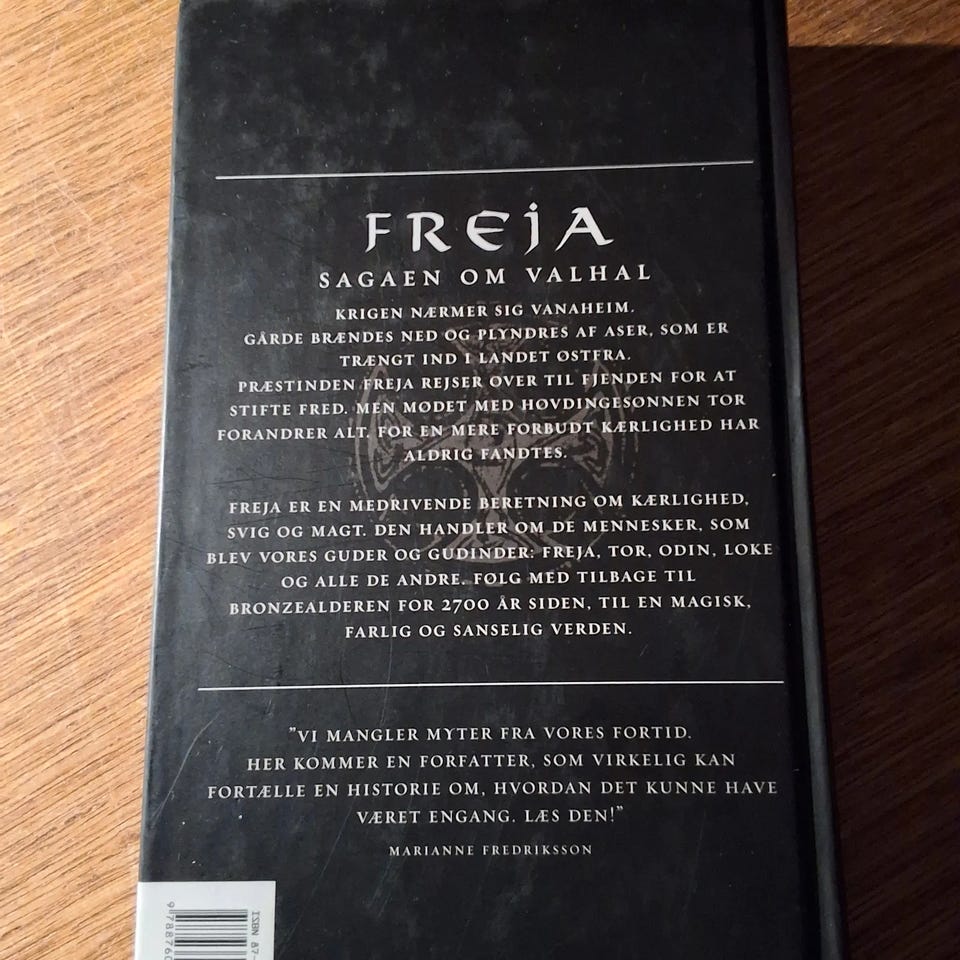 FREJA
SAGAEN OM VALHAL
KRIGEN NÆRMER SIG VANAHEIM.
GÅRDE BRÆNDES NED OG PLYNDRES AF ASER, SOM ER
TRÆNGT IND I LANDET ØSTFRA.
PRÆSTINDEN FREJA REJSER OVER TIL FJENDEN FOR AT
STIFTE FRED. MEN MØDET MED HØVDINGESØNNEN TOR
FORANDRER ALT. FOR EN MERE FORBUDT KÆRLIGHED HAR
ALDRIG FANDTES.
FREJA ER EN MEDRIVENDE BERETNING OM KÆRLIGHED,
SVIG OG MAGT. DEN HANDLER OM DE MENNESKER, SOM
BLEV VORES GUDER OG GUDINDER: FREJA, TOR, ODIN, LOKE
OG ALLE DE ANDRE. FØLG MED TILBAGE TIL
BRONZEALDEREN FOR 2700 ÅR SIDEN, TIL EN MAGISK,
FARLIG OG SANSELIG VERDEN.
"VI MANGLER MYTER FRA VORES FORTID.
HER KOMMER EN FORFATTER, SOM VIRKELIG KAN
FORTÆLLE EN HISTORIE OM, HVORDAN DET KUNNE HAVE
VÆRET ENGANG. LÆS DEN!"
MARIANNE FREDRIKSSON
ISBN 87-
9 788760